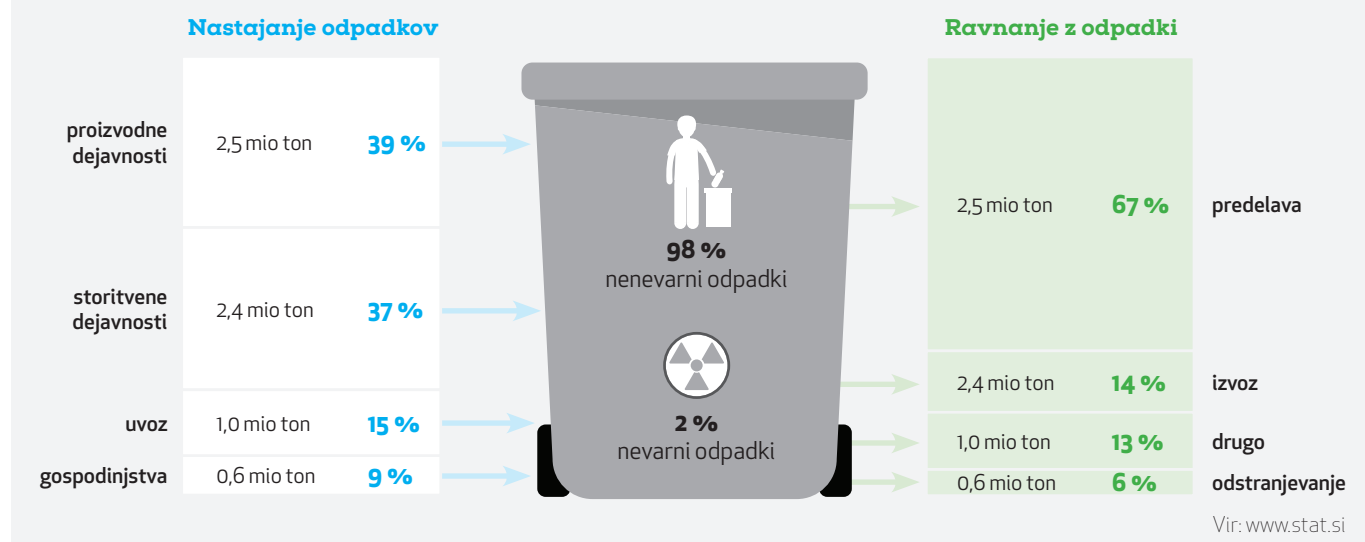 Nastajanje odpadkov
proizvodne
dejavnosti
2,5 mio ton 39 %
storitvene
dejavnosti
2,4 mio ton 37 %
uvoz 1,0 mio ton 15 %
gospodinjstva 0,6 mio ton 9 %
98 %
nenevarni odpadki
2 %
nevarni odpadki
Ravnanje z odpadki
2,5 mio ton 67 % predelava
2,4 mio ton 14 % izvoz
1,0 mio ton 13 % drugo
0,6 mio ton 6 % odstranjevanje
Vir: www.stat.si